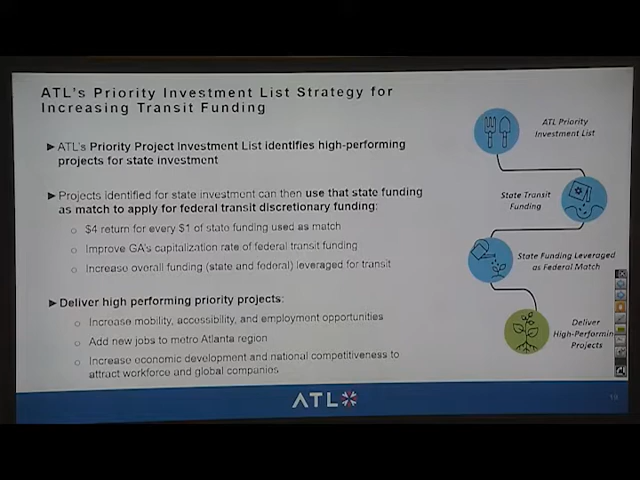 ATL's Priority Investment List Strategy for
Increasing Transit Funding
►ATL's Priority Project Investment List identifies high-performing
projects for state investment
►Projects identified for state investment can then use that state funding
as match to apply for federal transit discretionary funding:
○ $4 return for every $1 of state funding used as match
○ Improve GA's capitalization rate of federal transit funding
○ Increase overall funding (state and federal) leveraged for transit
►Deliver high performing priority projects:
○ Increase mobility, accessibility, and employment opportunities
○ Add new jobs to metro Atlanta region
○ Increase economic development and national competitiveness to
attract workforce and global companies
ATL Priority
Investment List
State Transit
Funding
State Funding Leveraged
as Federal Match
Deliver
High-Performin
Projects
ATL
19